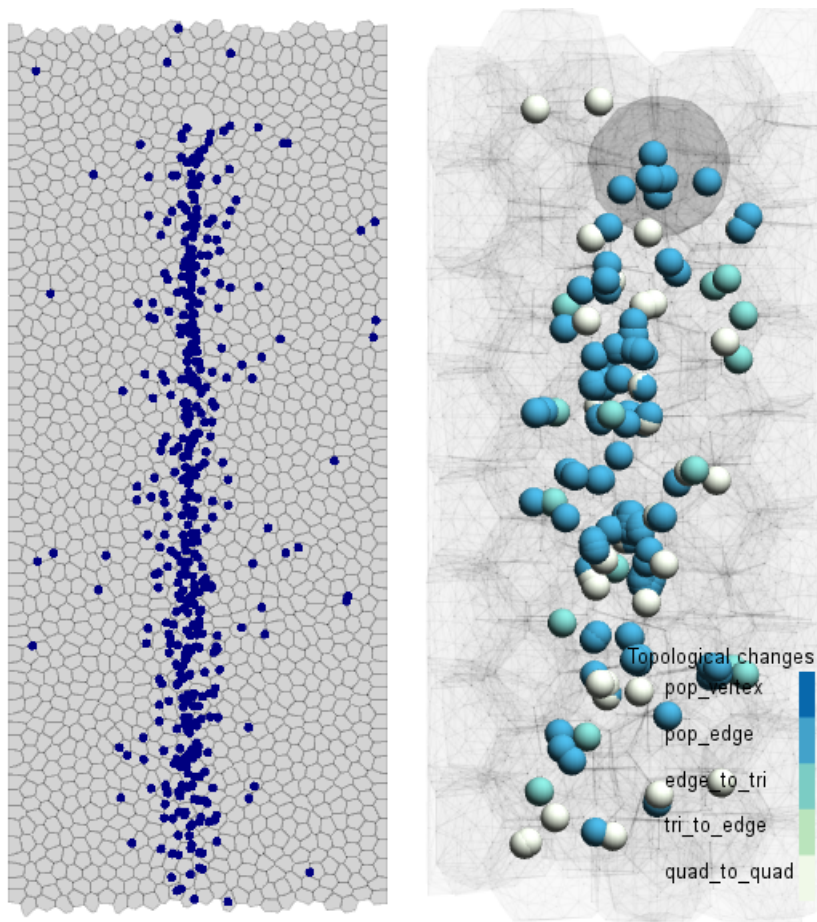 Topological changes
pop_vertex
pop_edge
edge_to_tri
tri_to_edge
quad_to_quad